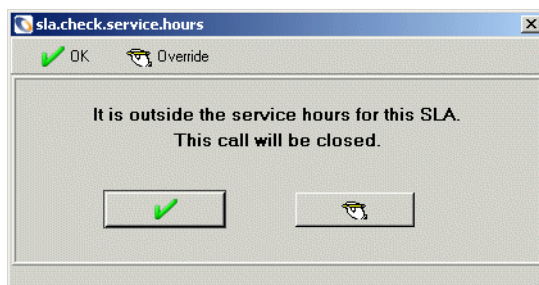 sla.check.service.hours
OK Override
It is outside the service hours for this SLA.
This call will be closed.